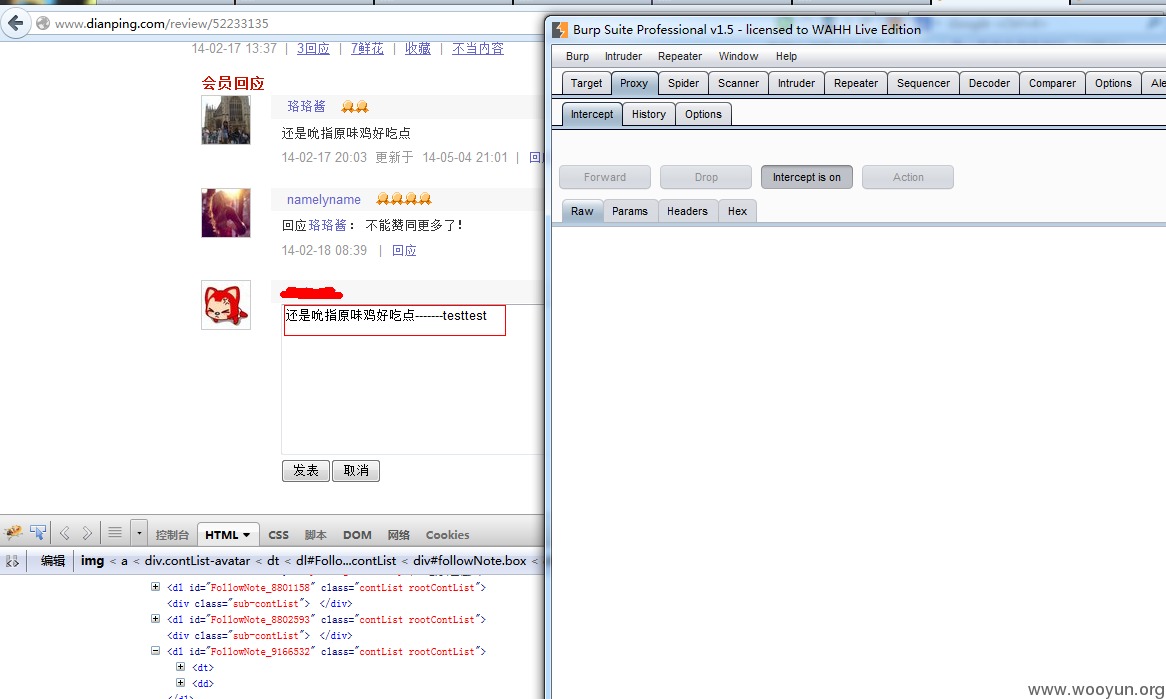 www.dianping.com/review/52233135
14-02-17 13:37 | 3回应 | 7鲜花 | 收藏 | 不当内容
会员回应
珞珞酱
还是吮指原味鸡好吃点
14-02-17 20:03 更新于 14-05-04 21:01 | 回应
namelyname
回应珞珞酱： 不能赞同更多了！
14-02-18 08:39 | 回应
还是吮指原味鸡好吃点-------testtest
发表 取消
控制台 HTML CSS 脚本 DOM 网络 Cookies
编辑 img < a < div.contList-avatar < dt < dl#Follo...contList < div#followNote.box <
<dl id="FollowNote_8801158" class="contList rootContList">
<div class="sub-contList"> </div>
<dl id="FollowNote_8802593" class="contList rootContList">
<div class="sub-contList"> </div>
<dl id="FollowNote_9166532" class="contList rootContList">
<dt>
<dd>
</dl>
Burp Suite Professional v1.5 - licensed to WAHH Live Edition
Burp Intruder Repeater Window Help
Target Proxy Spider Scanner Intruder Repeater Sequencer Decoder Comparer Options Ale
Intercept History Options
Forward Drop Intercept is on Action
Raw Params Headers Hex
www.wooyun.org